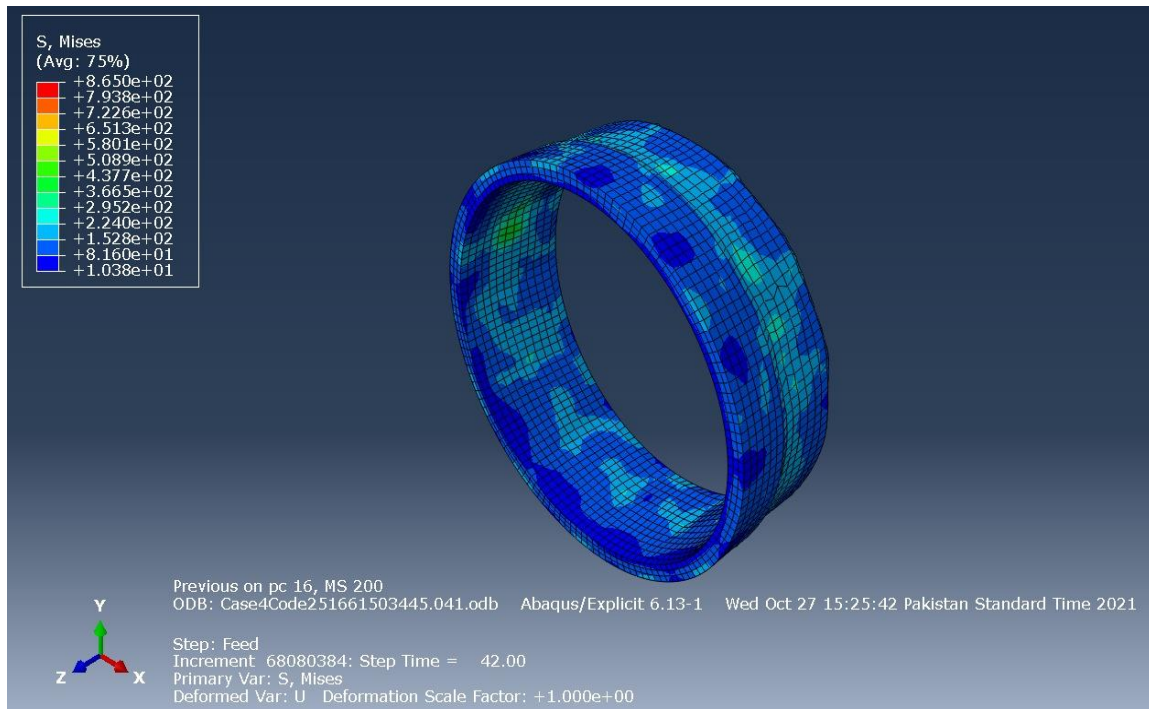 S, Mises
(Avg: 75%)
+8.650e+02
+7.938e+02
+7.226e+02
+6.513e+02
+5.801e+02
+5.089e+02
+4.377e+02
+3.665e+02
+2.952e+02
+2.240e+02
+1.528e+02
+8.160e+01
+1.038e+01
Previous on pc 16, MS 200
ODB: Case4Code251661503445.041.odb Abaqus/Explicit 6.13-1 Wed Oct 27 15:25:42 Pakistan Standard Time 2021
Y
Z X
Step: Feed
Increment 68080384: Step Time = 42.00
Primary Var: S, Mises
Deformed Var: U Deformation Scale Factor: +1.000e+00